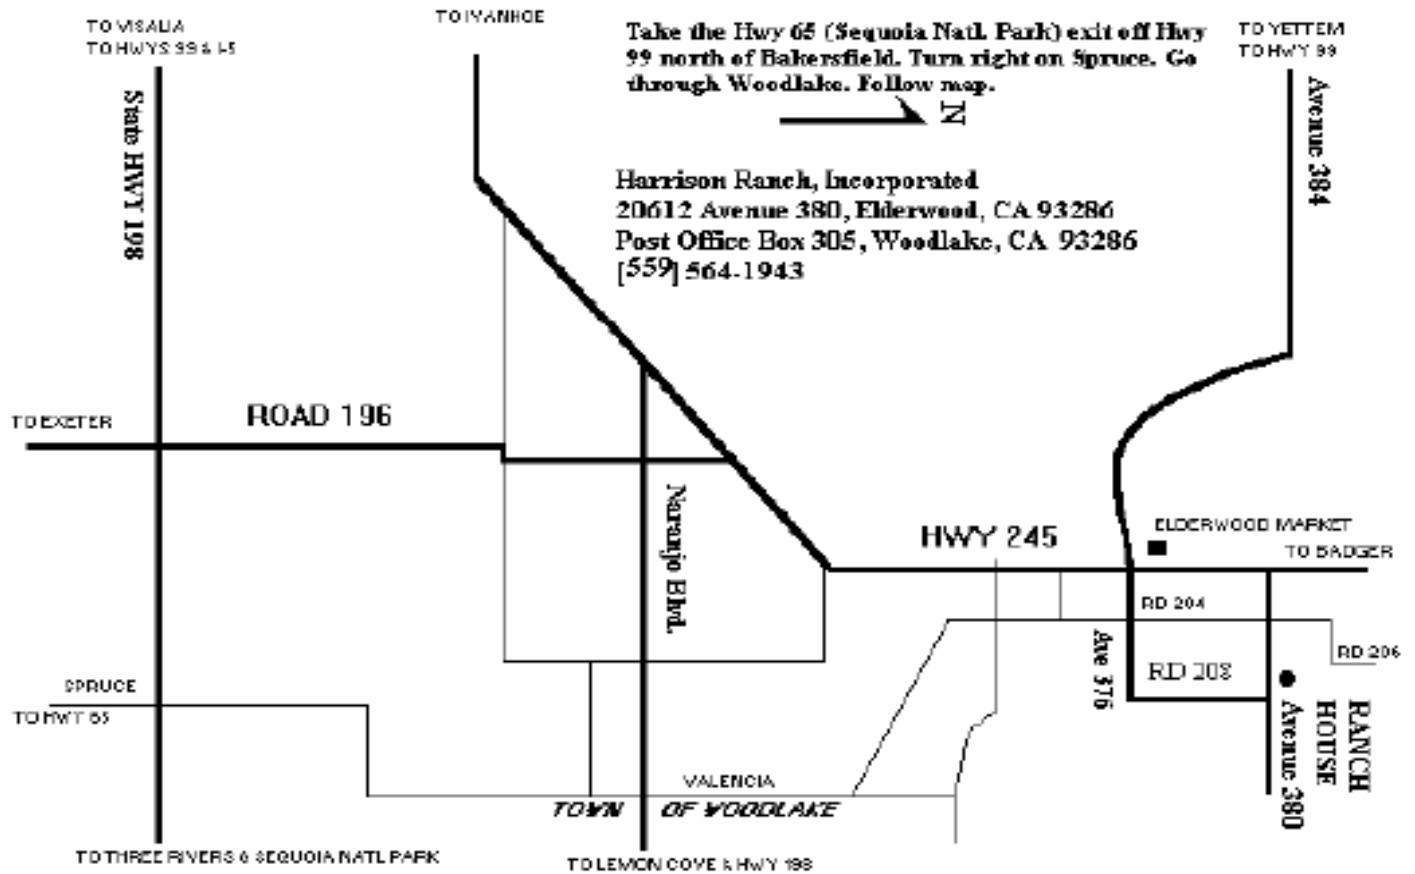 TO VISALIA
TO HWYS 99 & I-5
TO IVANHOE
Take the Hwy 65 (Sequoia Natl. Park) exit off Hwy
99 north of Bakersfield. Turn right on Spruce. Go
through Woodlake. Follow map.
N
TO YETTEM
TO HWY 99
State HWY 198
Avenue 384
Harrison Ranch, Incorporated
20612 Avenue 380, Elderwood, CA 93286
Post Office Box 305, Woodlake, CA 93286
[559] 564-1943
TO EXETER
ROAD 196
Naranjo Blvd.
HWY 245
ELDERWOOD MARKET
TO BADGER
RD 204
Ave 376
RD 208
RD 206
SPRUCE
TO HWY 65
RANCH
HOUSE
Avenue 380
VALENCIA
TOWN OF WOODLAKE
TO THREE RIVERS & SEQUOIA NATL PARK
TO LEMON COVE & HWY 198